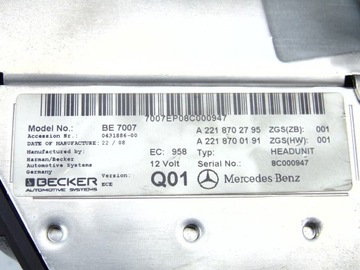 7007EP08C000947
Model No.: BE 7007
A 221 870 27 95 ZGS(ZB): 001
Accession Nr.: 0431886-00
A 221 870 01 91 ZGS(HW): 001
DATE OF MANUFACTURE: 22 / 08
Manufactured by: EC: 958 Typ: HEADUNIT
Harman/Becker 12 Volt Serial No.: 8C000947
Automotive Systems
Germany
BECKER Version: Q01 Mercedes Benz
AUTOMOTIVE SYSTEMS ECE